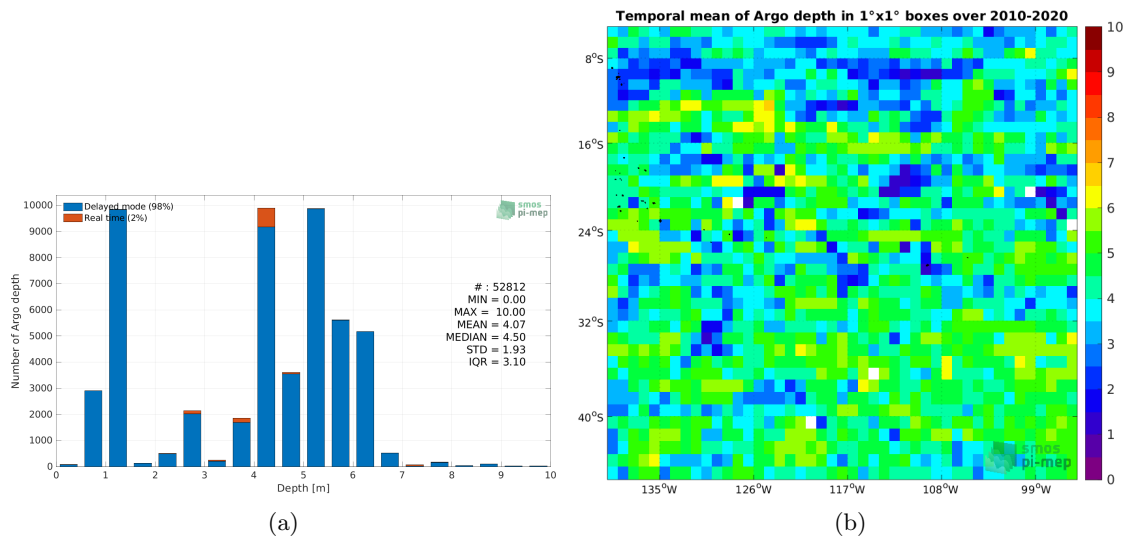 Delayed mode (98%)
Real time (2%)
smos
pi-mep
10000
9000
8000
7000
6000
5000
4000
3000
2000
1000
0
Number of Argo depth
# : 52812
MIN = 0.00
MAX = 10.00
MEAN = 4.07
MEDIAN = 4.50
STD = 1.93
IQR = 3.10
0 1 2 3 4 5 6 7 8 9 10
Depth [m]
(a)
Temporal mean of Argo depth in 1°x1° boxes over 2010-2020
8°S
16°S
24°S
32°S
40°S
135°W 126°W 117°W 108°W 99°W
smos
pi-mep
10
9
8
7
6
5
4
3
2
1
0
(b)